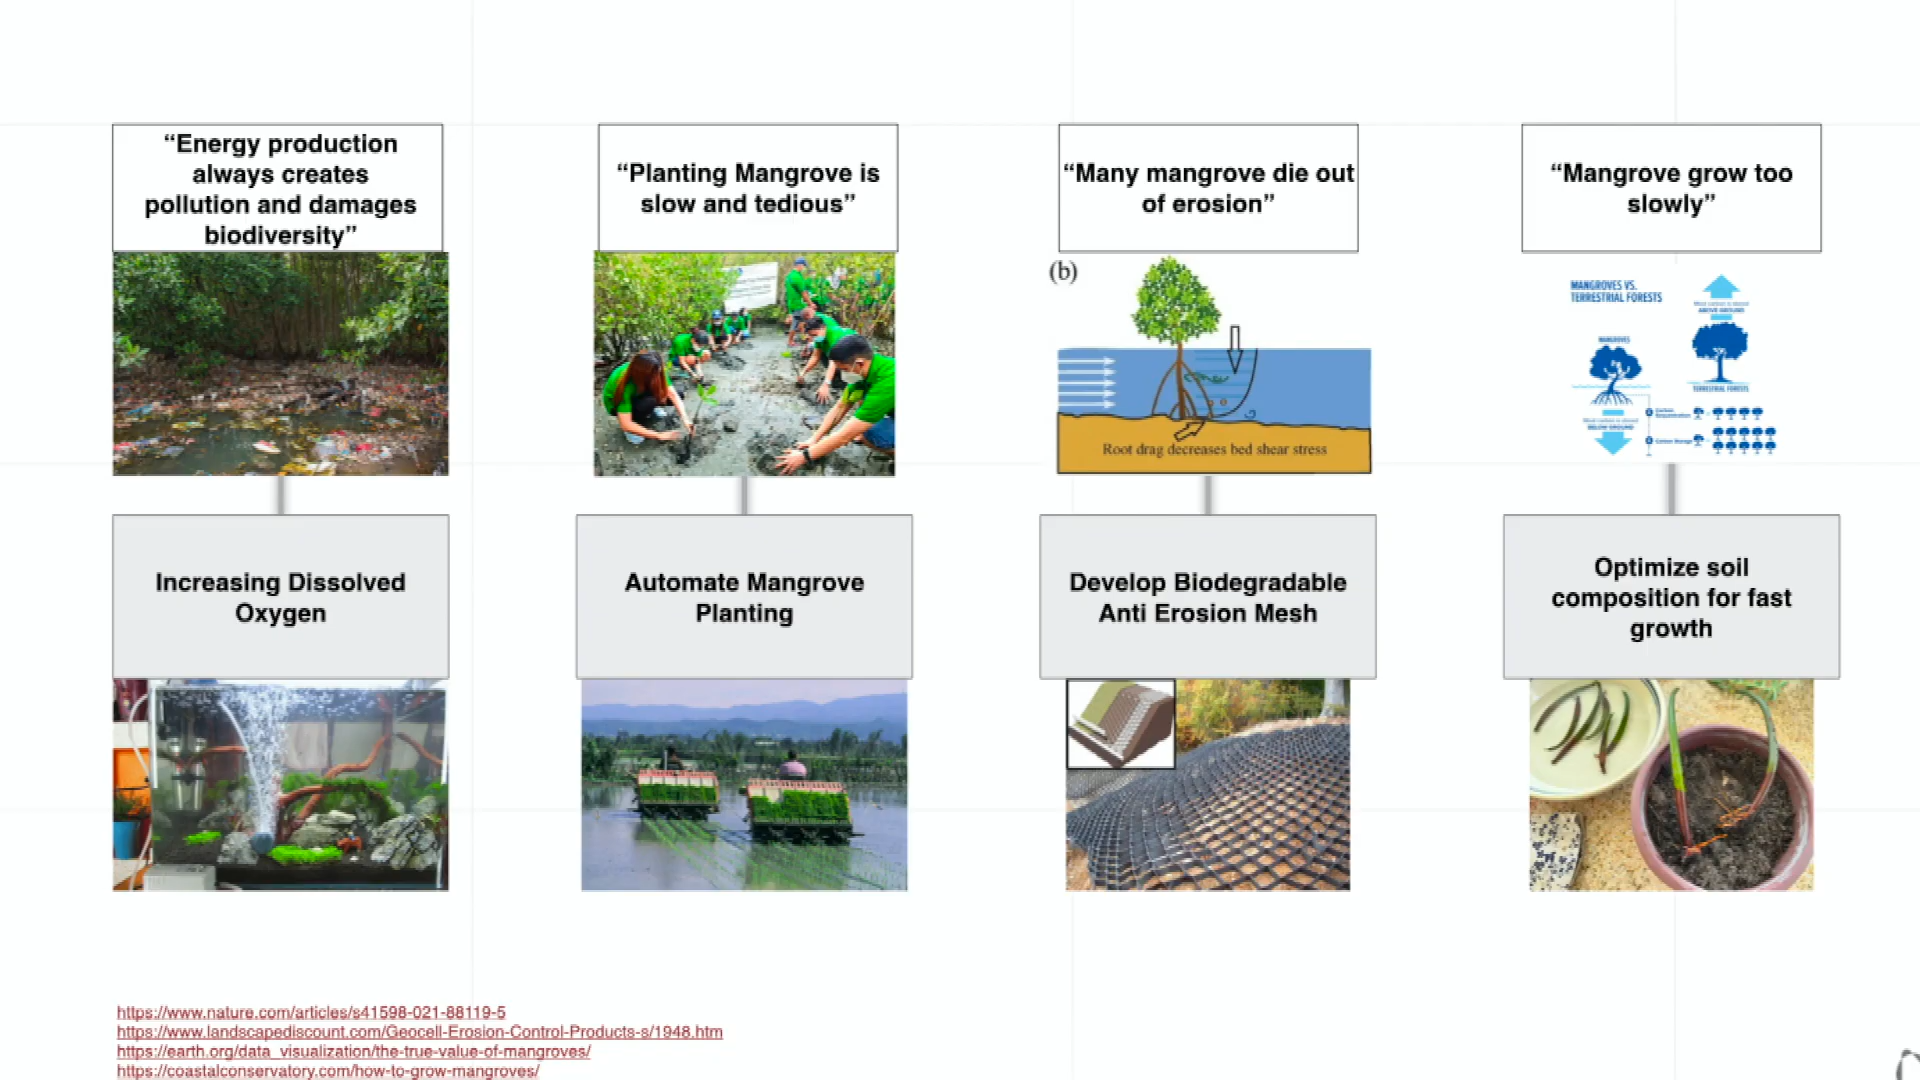 “Energy production
always creates
pollution and damages
biodiversity”
“Planting Mangrove is
slow and tedious”
“Many mangrove die out
of erosion”
“Mangrove grow too
slowly”
(b)
Root drag decreases bed shear stress
MANGROVES VS.
TERRESTRIAL FORESTS
ABOVE GROUND
MANGROVES
TERRESTRIAL FORESTS
BELOW GROUND
Increasing Dissolved
Oxygen
Automate Mangrove
Planting
Develop Biodegradable
Anti Erosion Mesh
Optimize soil
composition for fast
growth
https://www.nature.com/articles/s41598-021-88119-5
https://www.landscapediscount.com/Geocell-Erosion-Control-Products-s/1948.htm
https://earth.org/data_visualization/the-true-value-of-mangroves/
https://coastalconservatory.com/how-to-grow-mangroves/